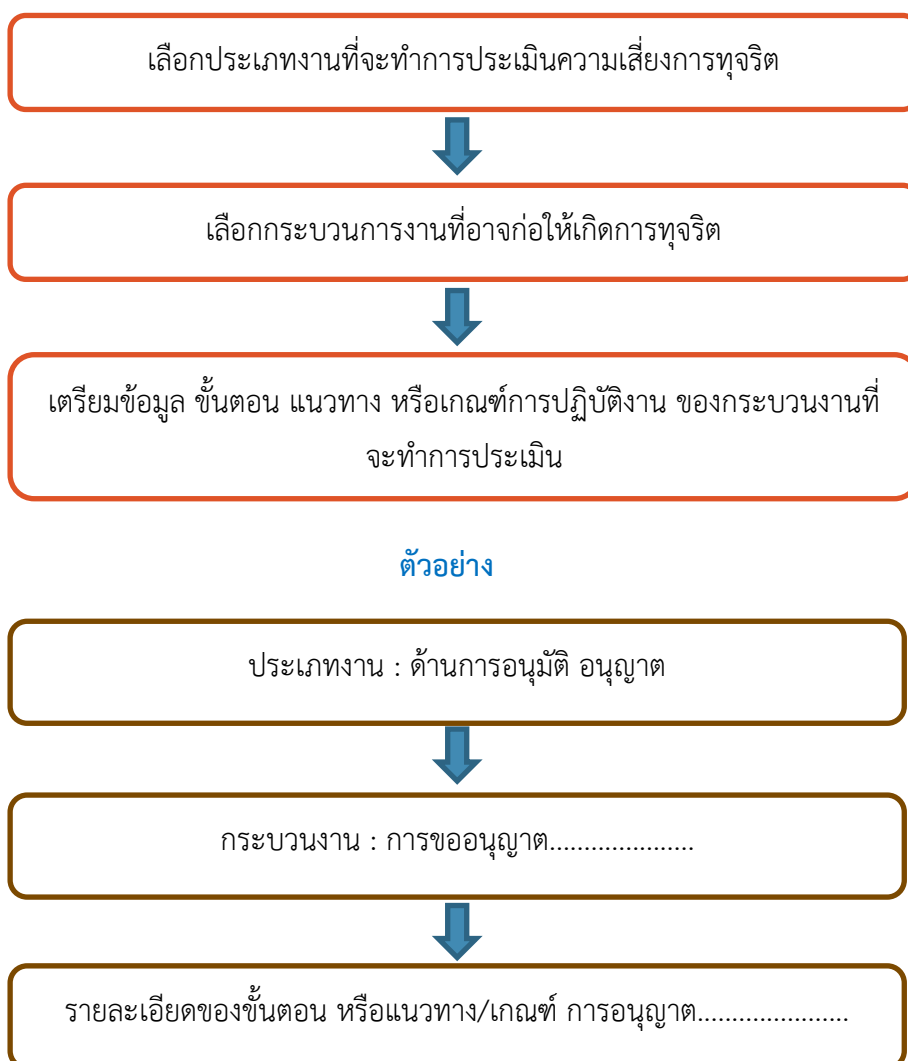 เลือกประเภทงานที่จะทำการประเมินความเสี่ยงการทุจริต
เลือกกระบวนการงานที่อาจก่อให้เกิดการทุจริต
เตรียมข้อมูล ขั้นตอน แนวทาง หรือเกณฑ์การปฏิบัติงาน ของกระบวนงานที่
จะทำการประเมิน
ตัวอย่าง
ประเภทงาน : ด้านการอนุมัติ อนุญาต
กระบวนงาน : การขออนุญาต.....................
รายละเอียดของขั้นตอน หรือแนวทาง/เกณฑ์ การอนุญาต......................